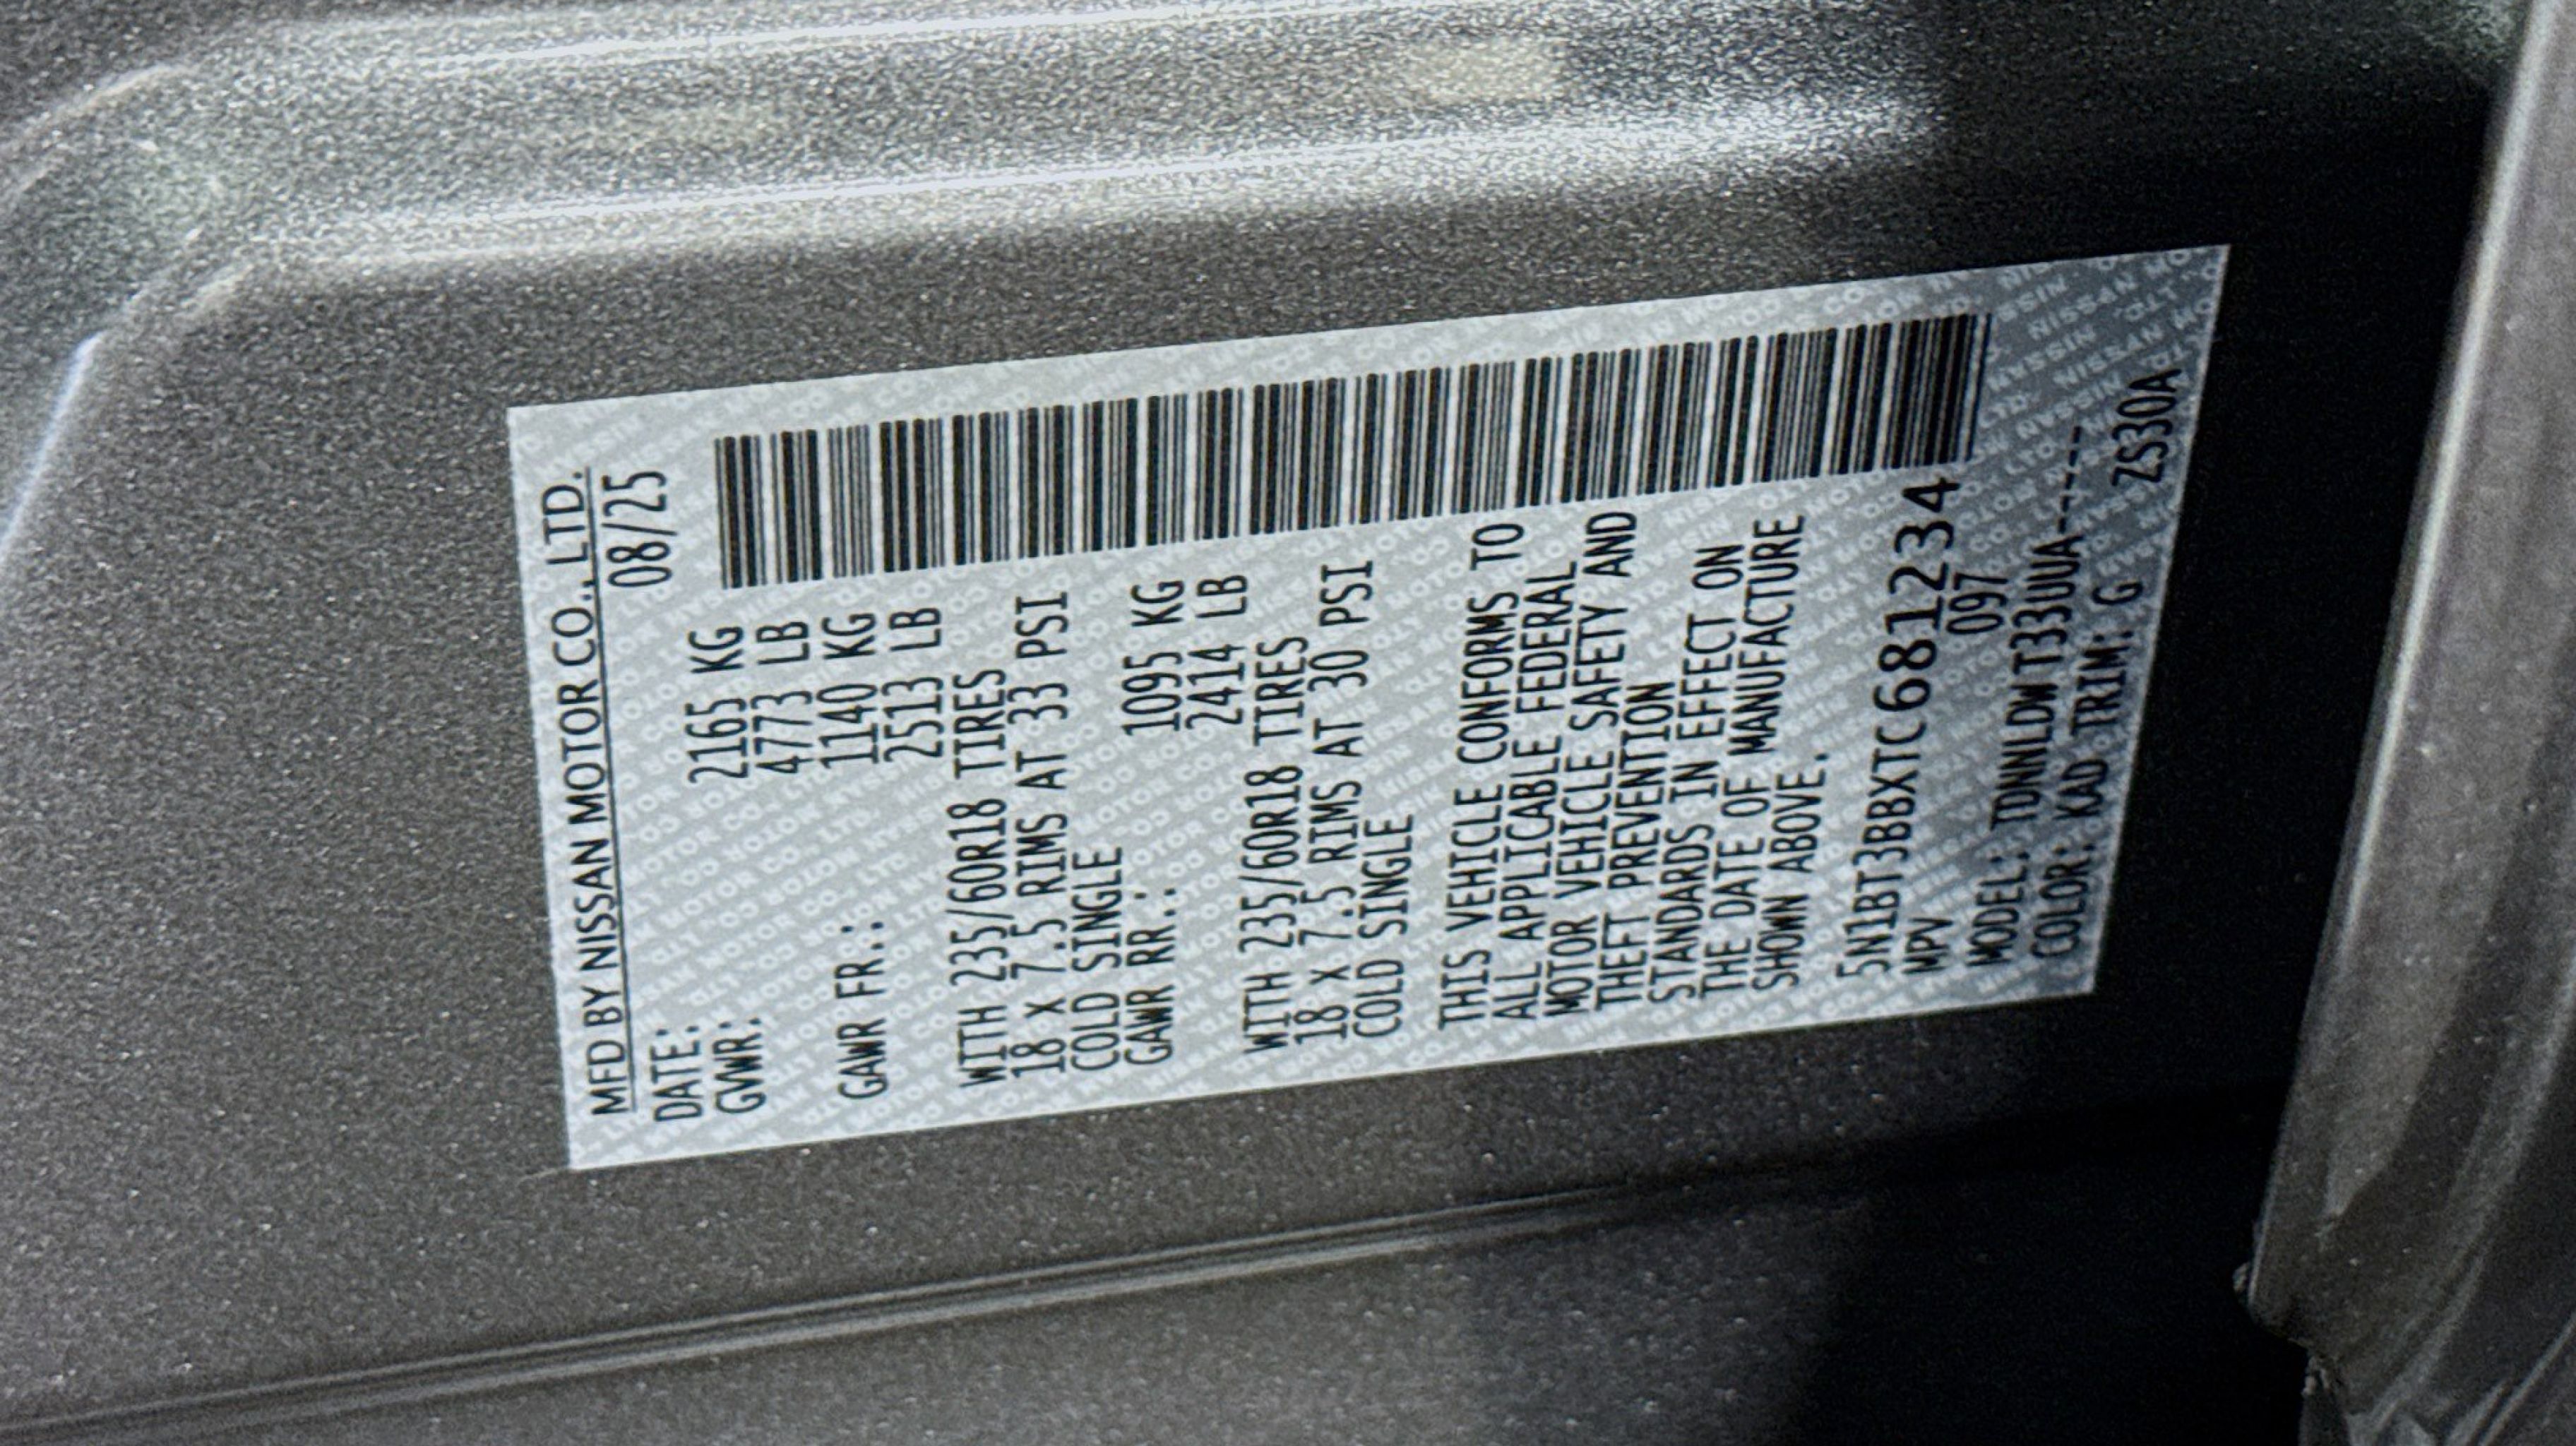 MFD BY NISSAN MOTOR CO., LTD.
DATE: 08/25
GVWR: 2165 KG
4773 LB
GAWR FR.: 1140 KG
2513 LB
WITH 235/60R18 TIRES
18 X 7.5 RIMS AT 33 PSI
COLD SINGLE
GAWR RR.: 1095 KG
2414 LB
WITH 235/60R18 TIRES
18 X 7.5 RIMS AT 30 PSI
COLD SINGLE
THIS VEHICLE CONFORMS TO
ALL APPLICABLE FEDERAL
MOTOR VEHICLE SAFETY AND
THEFT PREVENTION
STANDARDS IN EFFECT ON
THE DATE OF MANUFACTURE
SHOWN ABOVE.
5N1BT3BBXTC681234
MPV 097
MODEL: TDNNLDW T33UUA-----
COLOR: KAD TRIM: G ZS30A